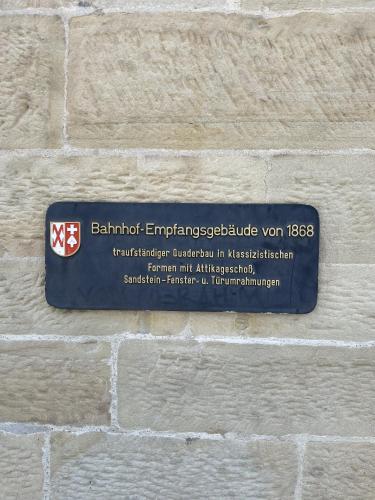 Bahnhof-Empfangsgebäude von 1868
traufständiger Quaderbau in klassizistischen
Formen mit Attikageschoß,
Sandstein-Fenster- u. Türumrahmungen